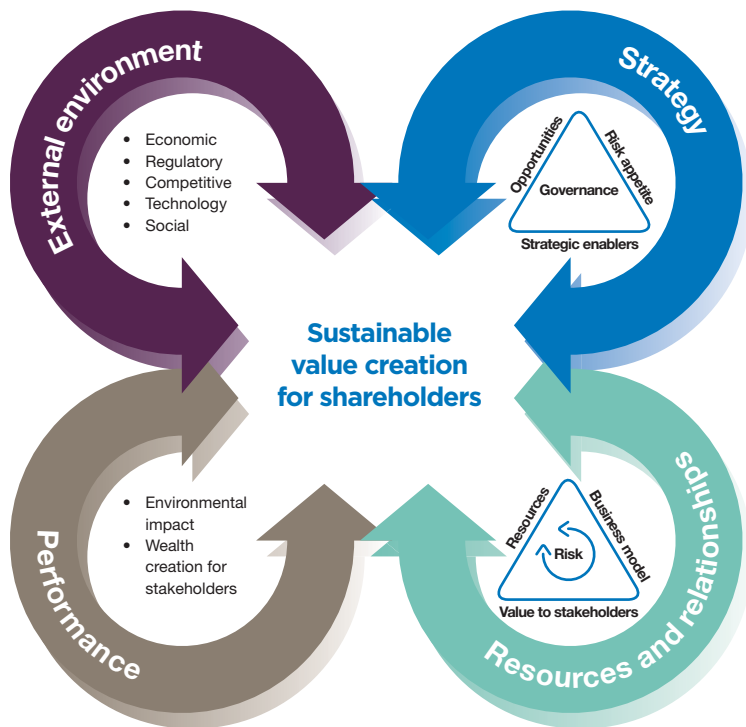 External environment
• Economic
• Regulatory
• Competitive
• Technology
• Social
Strategy
Opportunities
Risk appetite
Governance
Strategic enablers
Sustainable
value creation
for shareholders
Performance
• Environmental
impact
• Wealth
creation for
stakeholders
Resources and relationships
Resources
Business model
Risk
Value to stakeholders